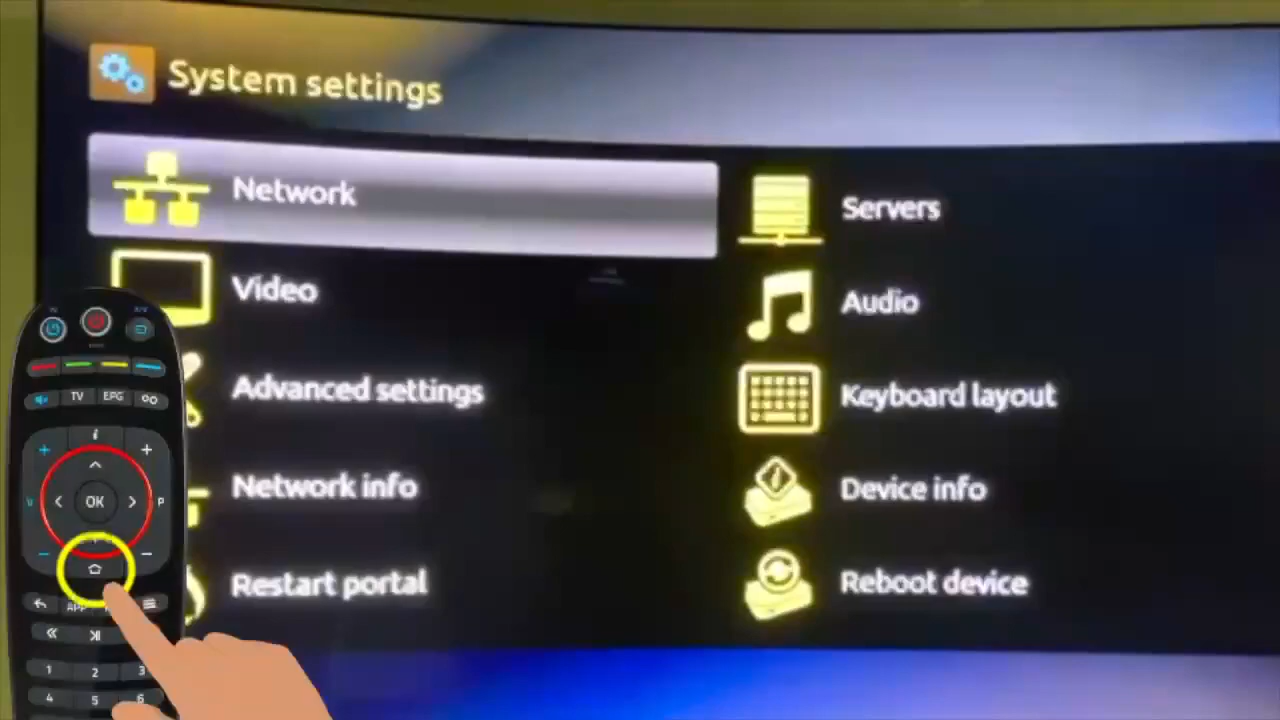 System settings
Network
Servers
Video
Audio
Advanced settings
Keyboard layout
Network info
Device info
Restart portal
Reboot device
TV
EPG
i
+ +
V OK P
- -
1 2 3
4 5 6